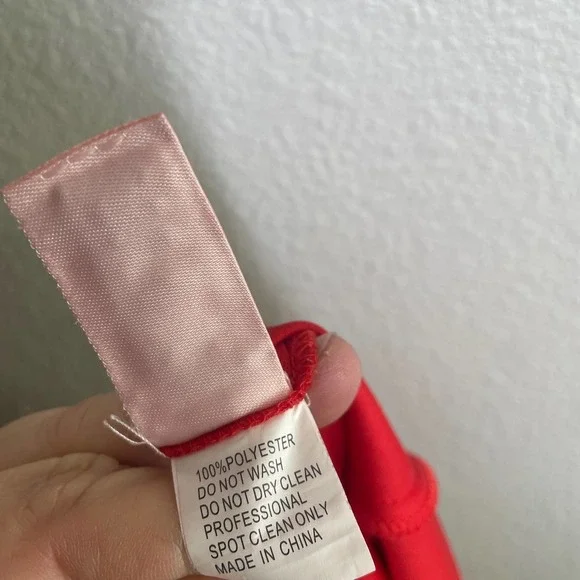 100%POLYESTER
DO NOT WASH
DO NOT DRY CLEAN
PROFESSIONAL
SPOT CLEAN ONLY
MADE IN CHINA